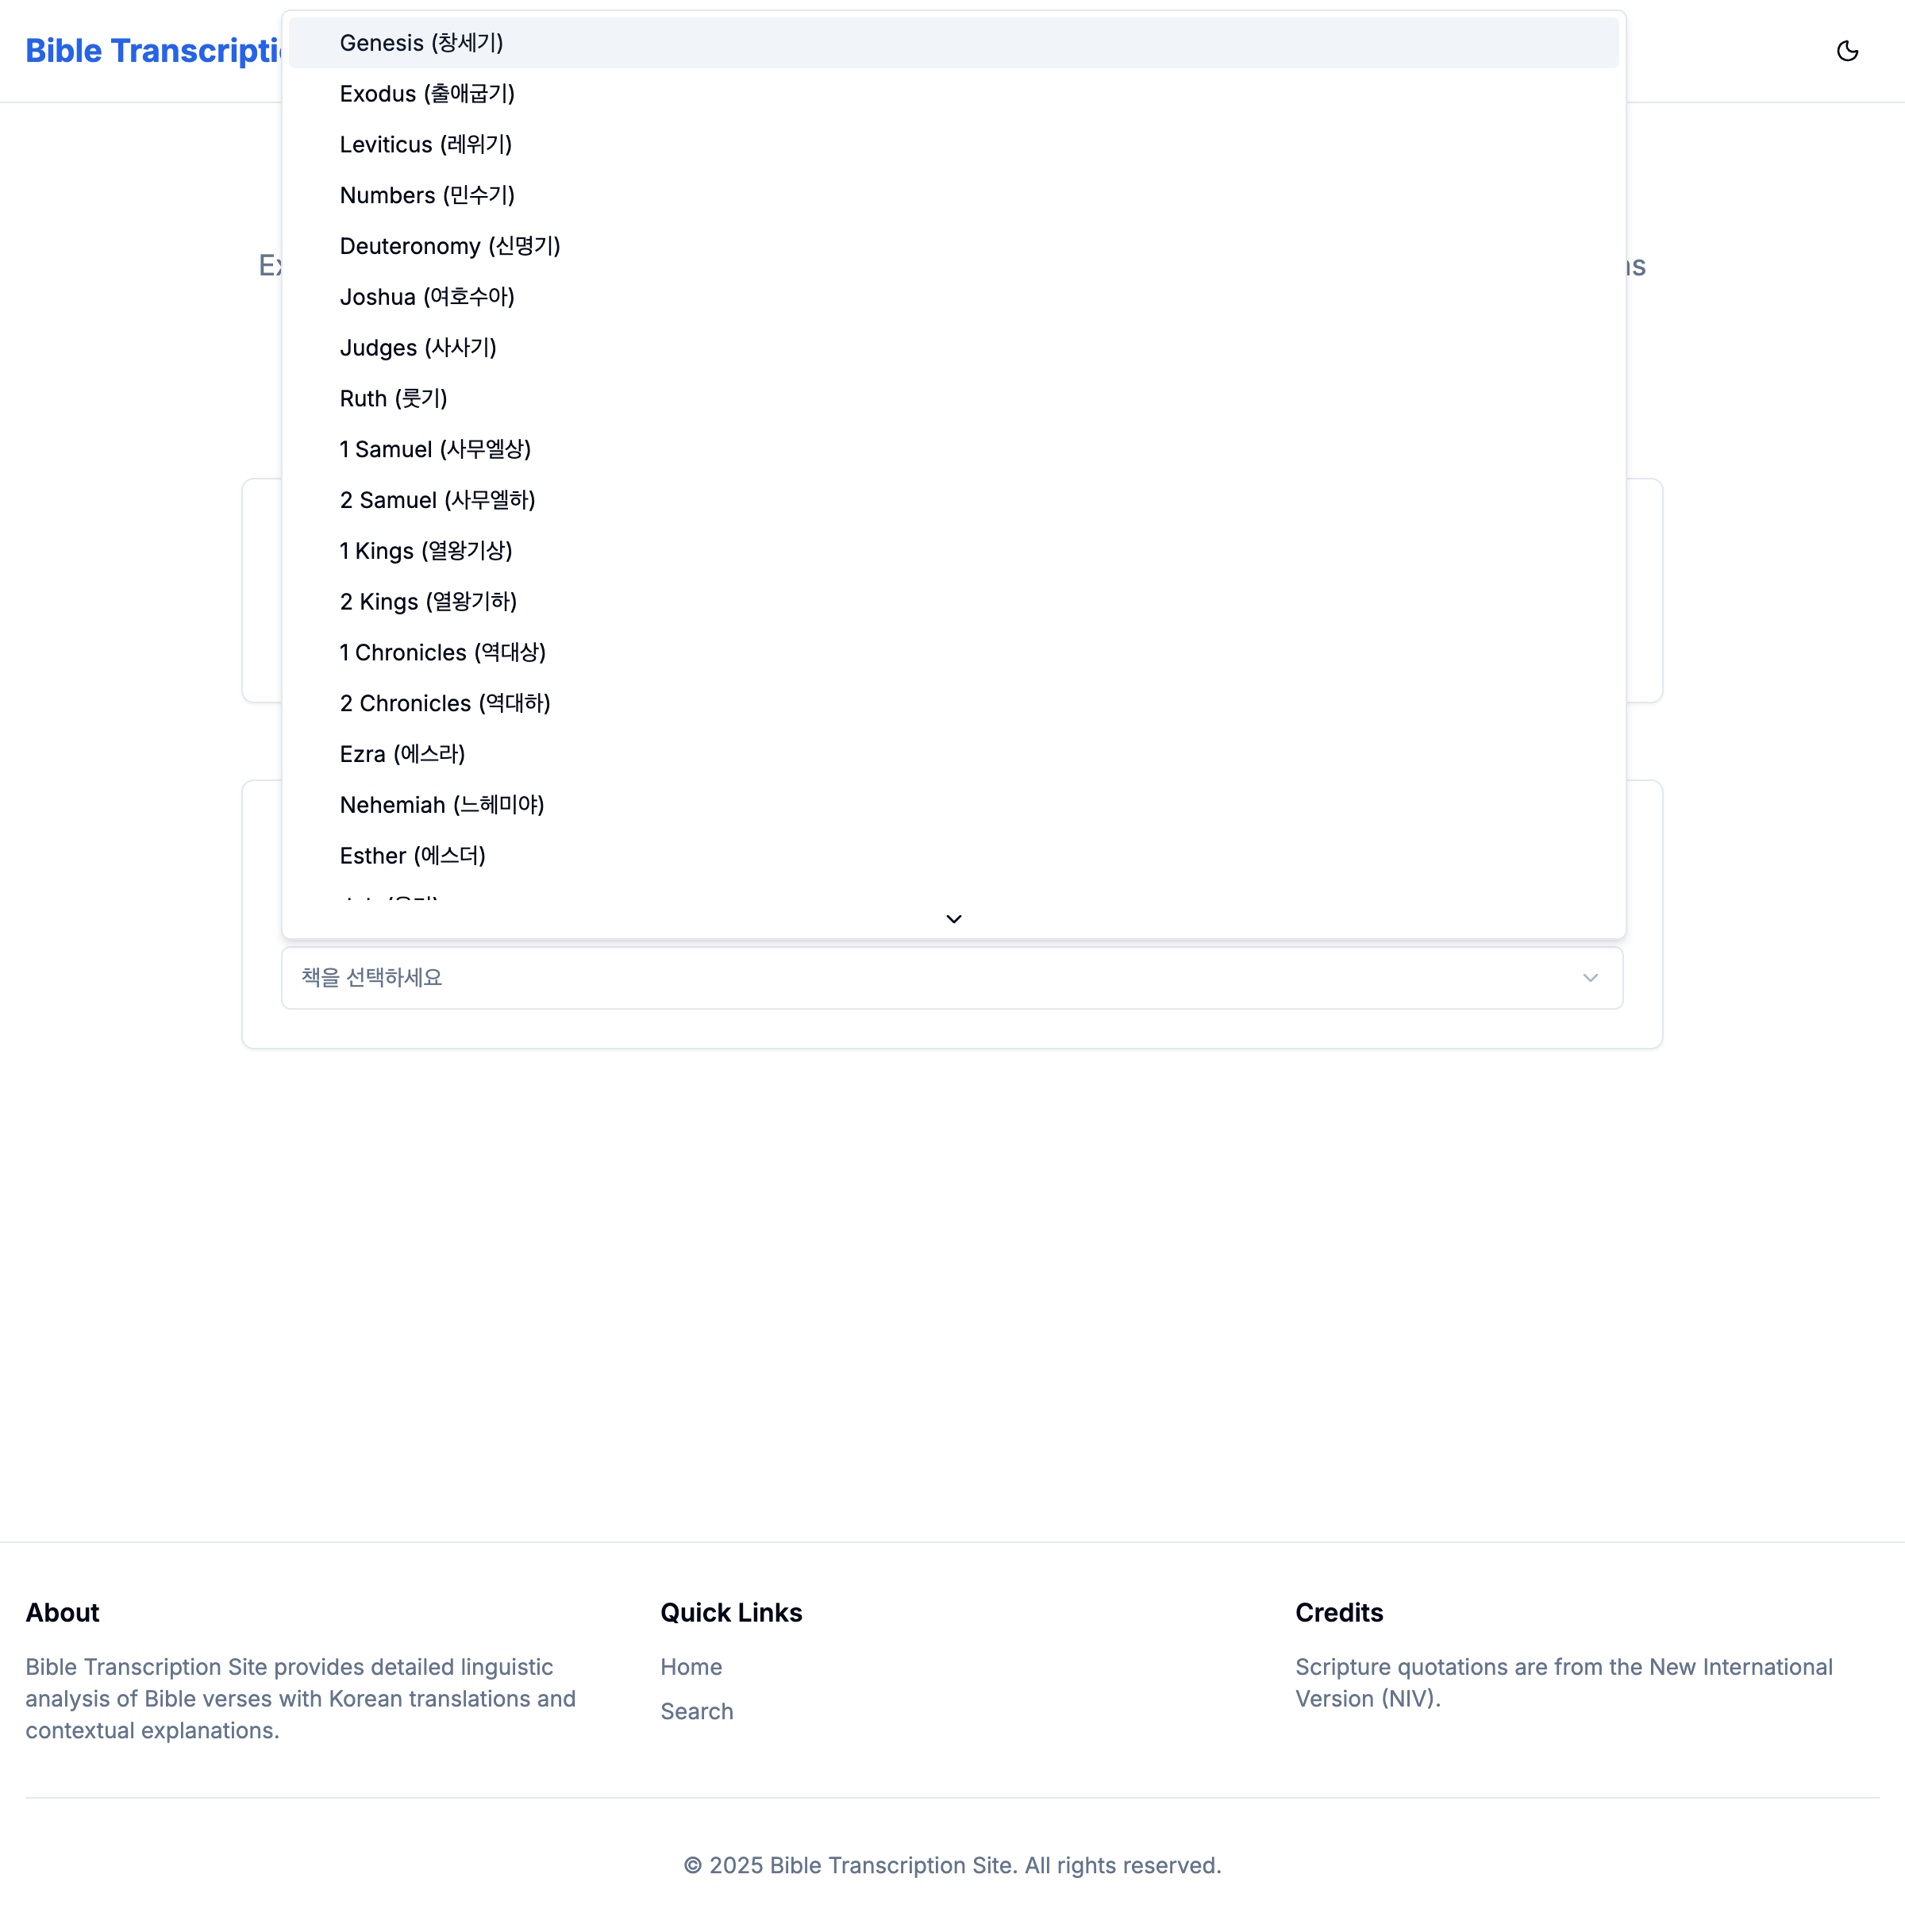 Bible Transcripti
Genesis (창세기)
Exodus (출애굽기)
Leviticus (레위기)
Numbers (민수기)
Deuteronomy (신명기)
Joshua (여호수아)
Judges (사사기)
Ruth (룻기)
1 Samuel (사무엘상)
2 Samuel (사무엘하)
1 Kings (열왕기상)
2 Kings (열왕기하)
1 Chronicles (역대상)
2 Chronicles (역대하)
Ezra (에스라)
Nehemiah (느헤미야)
Esther (에스더)
책을 선택하세요
About
Bible Transcription Site provides detailed linguistic
analysis of Bible verses with Korean translations and
contextual explanations.
Quick Links
Home
Search
Credits
Scripture quotations are from the New International
Version (NIV).
© 2025 Bible Transcription Site. All rights reserved.